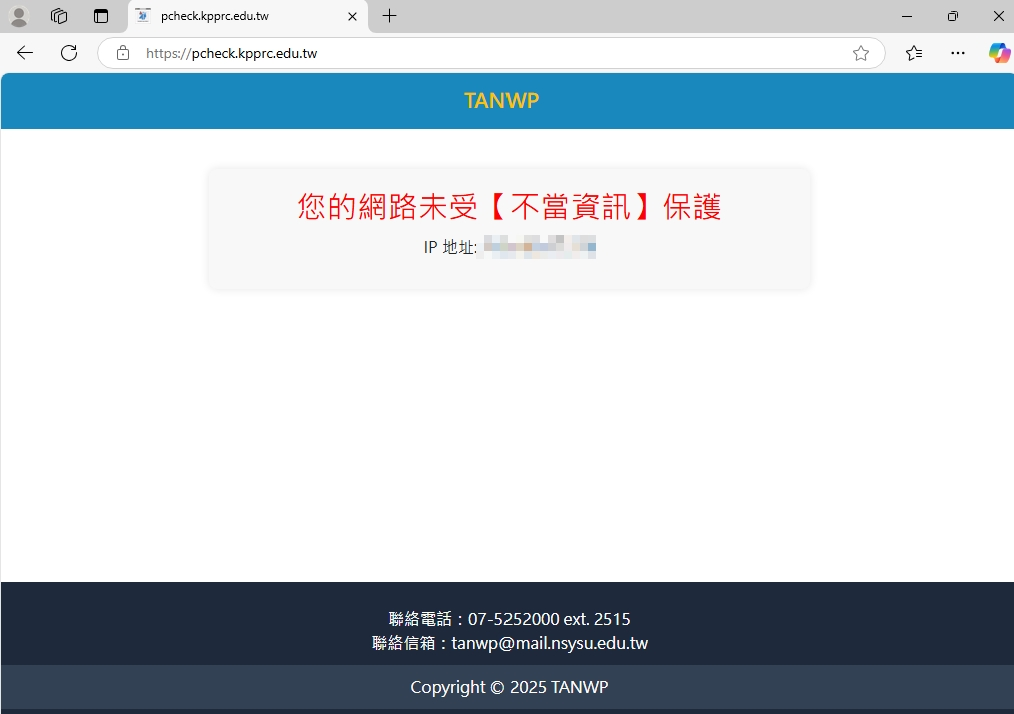 pcheck.kpprc.edu.tw
https://pcheck.kpprc.edu.tw
TANWP
您的網路未受【不當資訊】保護
IP 地址:
聯絡電話：07-5252000 ext. 2515
聯絡信箱：tanwp@mail.nsysu.edu.tw
Copyright © 2025 TANWP